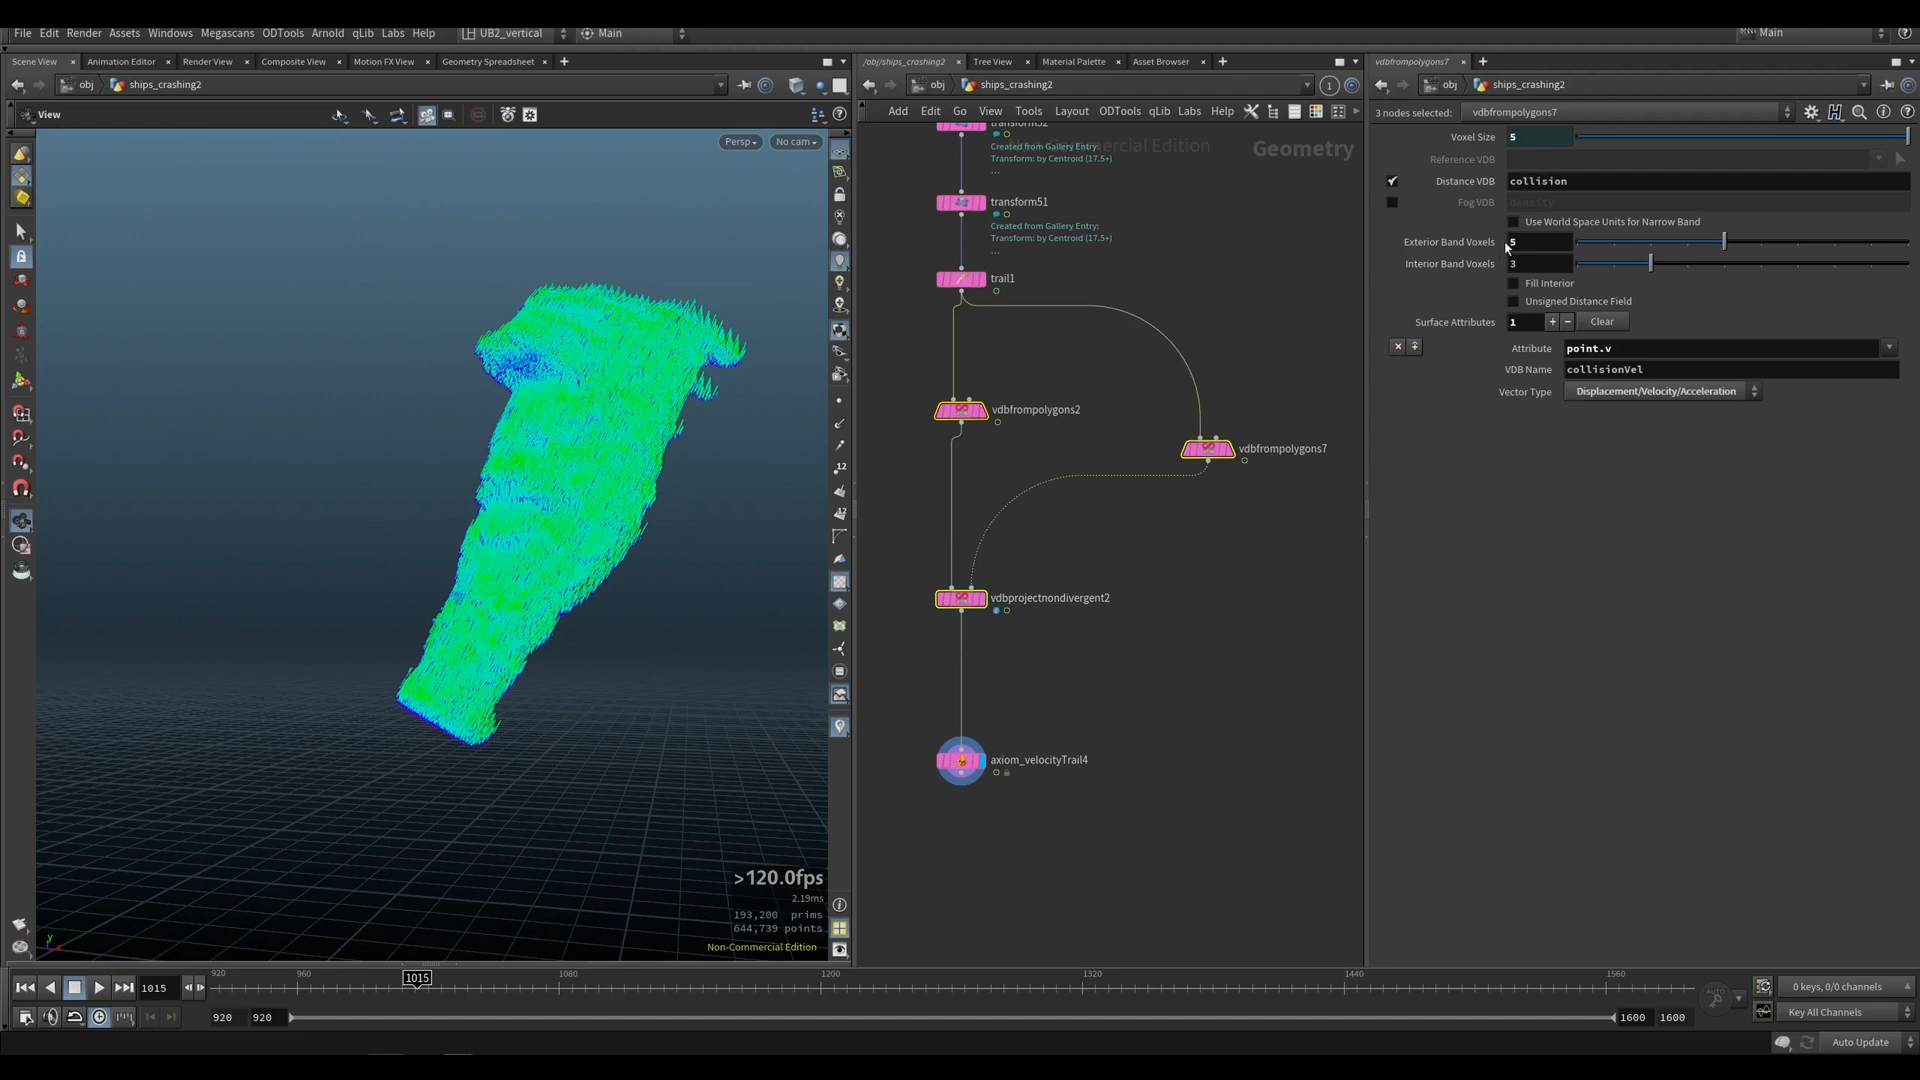 File Edit Render Assets Windows Megascans ODTools Arnold qLib Labs Help UB2_vertical Main Main
Scene View Animation Editor Render View Composite View Motion FX View Geometry Spreadsheet
obj ships_crashing2
View
Persp No cam
>120.0fps
2.19ms
193,200 prims
644,739 points
Non-Commercial Edition
/obj/ships_crashing2 Tree View Material Palette Asset Browser
obj ships_crashing2
Add Edit Go View Tools Layout ODTools qLib Labs Help
Geometry
Created from Gallery Entry:
Transform: by Centroid (17.5+)
...
transform51
Created from Gallery Entry:
Transform: by Centroid (17.5+)
...
trail1
vdbfrompolygons2
vdbfrompolygons7
vdbprojectnondivergent2
axiom_velocityTrail4
vdbfrompolygons7
obj ships_crashing2
3 nodes selected: vdbfrompolygons7
Voxel Size 5
Reference VDB
Distance VDB collision
Fog VDB density
Use World Space Units for Narrow Band
Exterior Band Voxels 5
Interior Band Voxels 3
Fill Interior
Unsigned Distance Field
Surface Attributes 1 + − Clear
Attribute point.v
VDB Name collisionVel
Vector Type Displacement/Velocity/Acceleration
920 960 1015 1080 1200 1320 1440 1560
1015
0 keys, 0/0 channels
920 920 1600 1600 Key All Channels
Auto Update